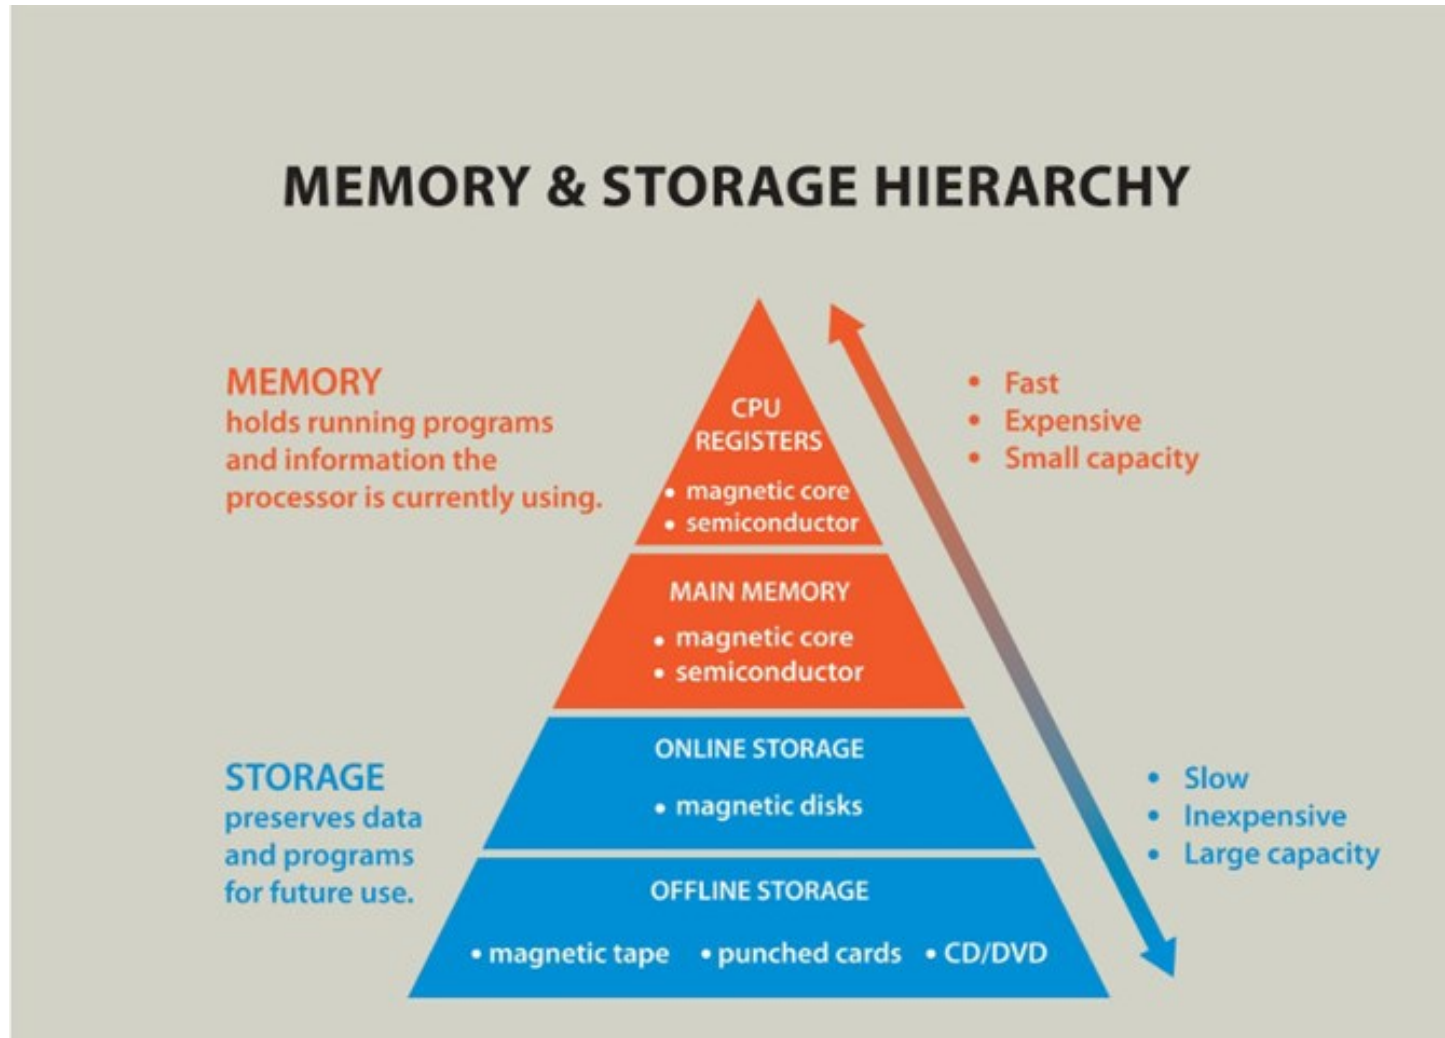 MEMORY & STORAGE HIERARCHY
MEMORY
holds running programs
and information the
processor is currently using.
CPU
REGISTERS
• magnetic core
• semiconductor
• Fast
• Expensive
• Small capacity
MAIN MEMORY
• magnetic core
• semiconductor
STORAGE
preserves data
and programs
for future use.
ONLINE STORAGE
• magnetic disks
• Slow
• Inexpensive
• Large capacity
OFFLINE STORAGE
• magnetic tape • punched cards • CD/DVD